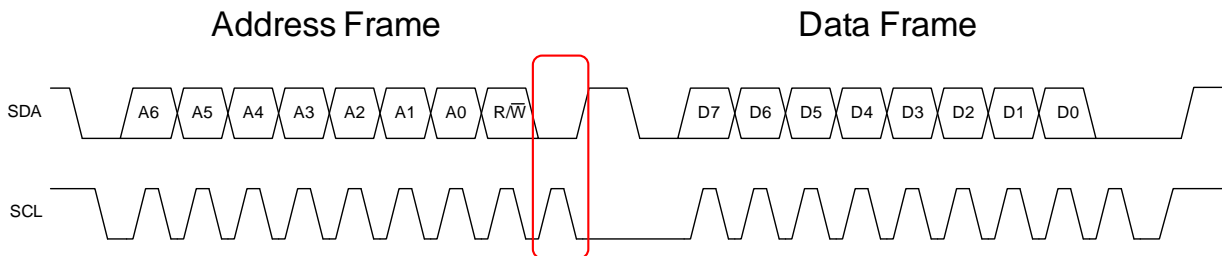 Address Frame Data Frame
SDA A6 A5 A4 A3 A2 A1 A0 R/W̅ D7 D6 D5 D4 D3 D2 D1 D0
SCL